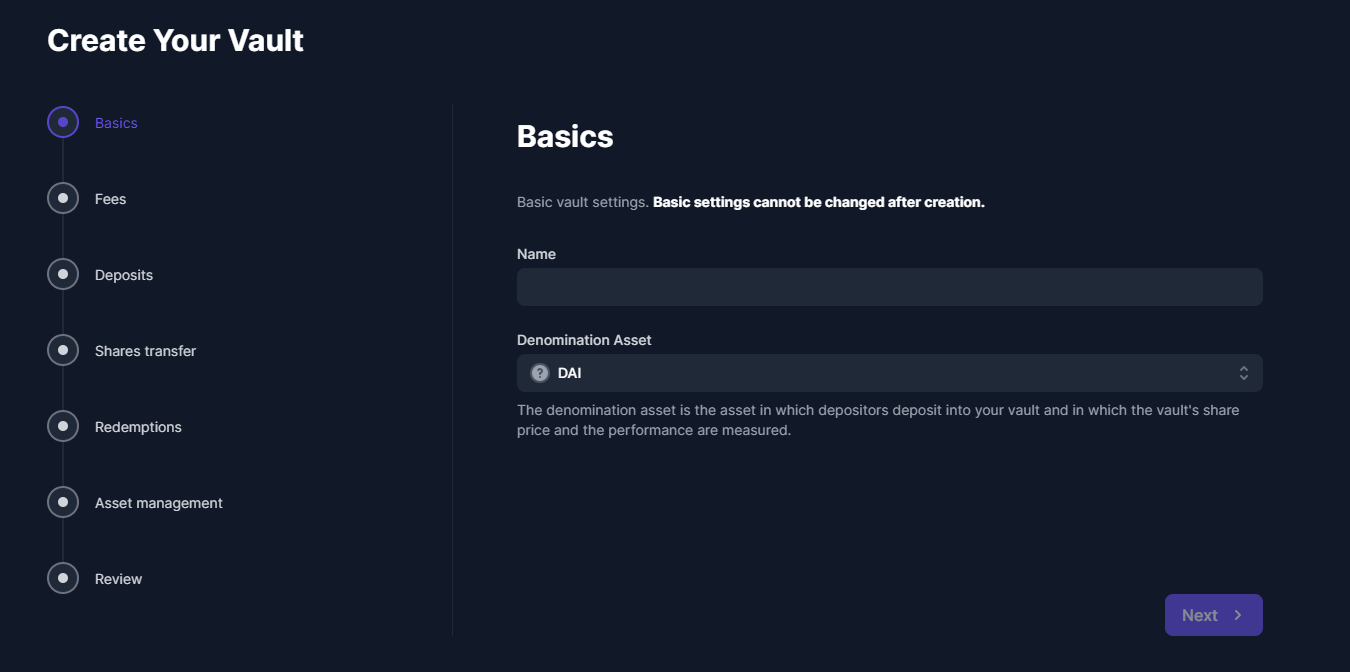 Create Your Vault
Basics
Fees
Deposits
Shares transfer
Redemptions
Asset management
Review
Basics
Basic vault settings. Basic settings cannot be changed after creation.
Name
Denomination Asset
? DAI
The denomination asset is the asset in which depositors deposit into your vault and in which the vault's share
price and the performance are measured.
Next